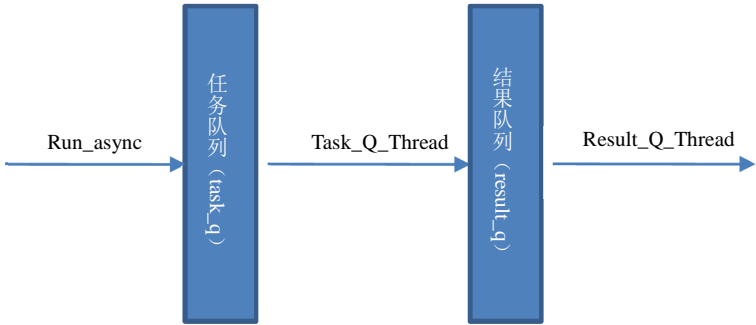 Run_async
任务队列（task_q）
Task_Q_Thread
结果队列（result_q）
Result_Q_Thread